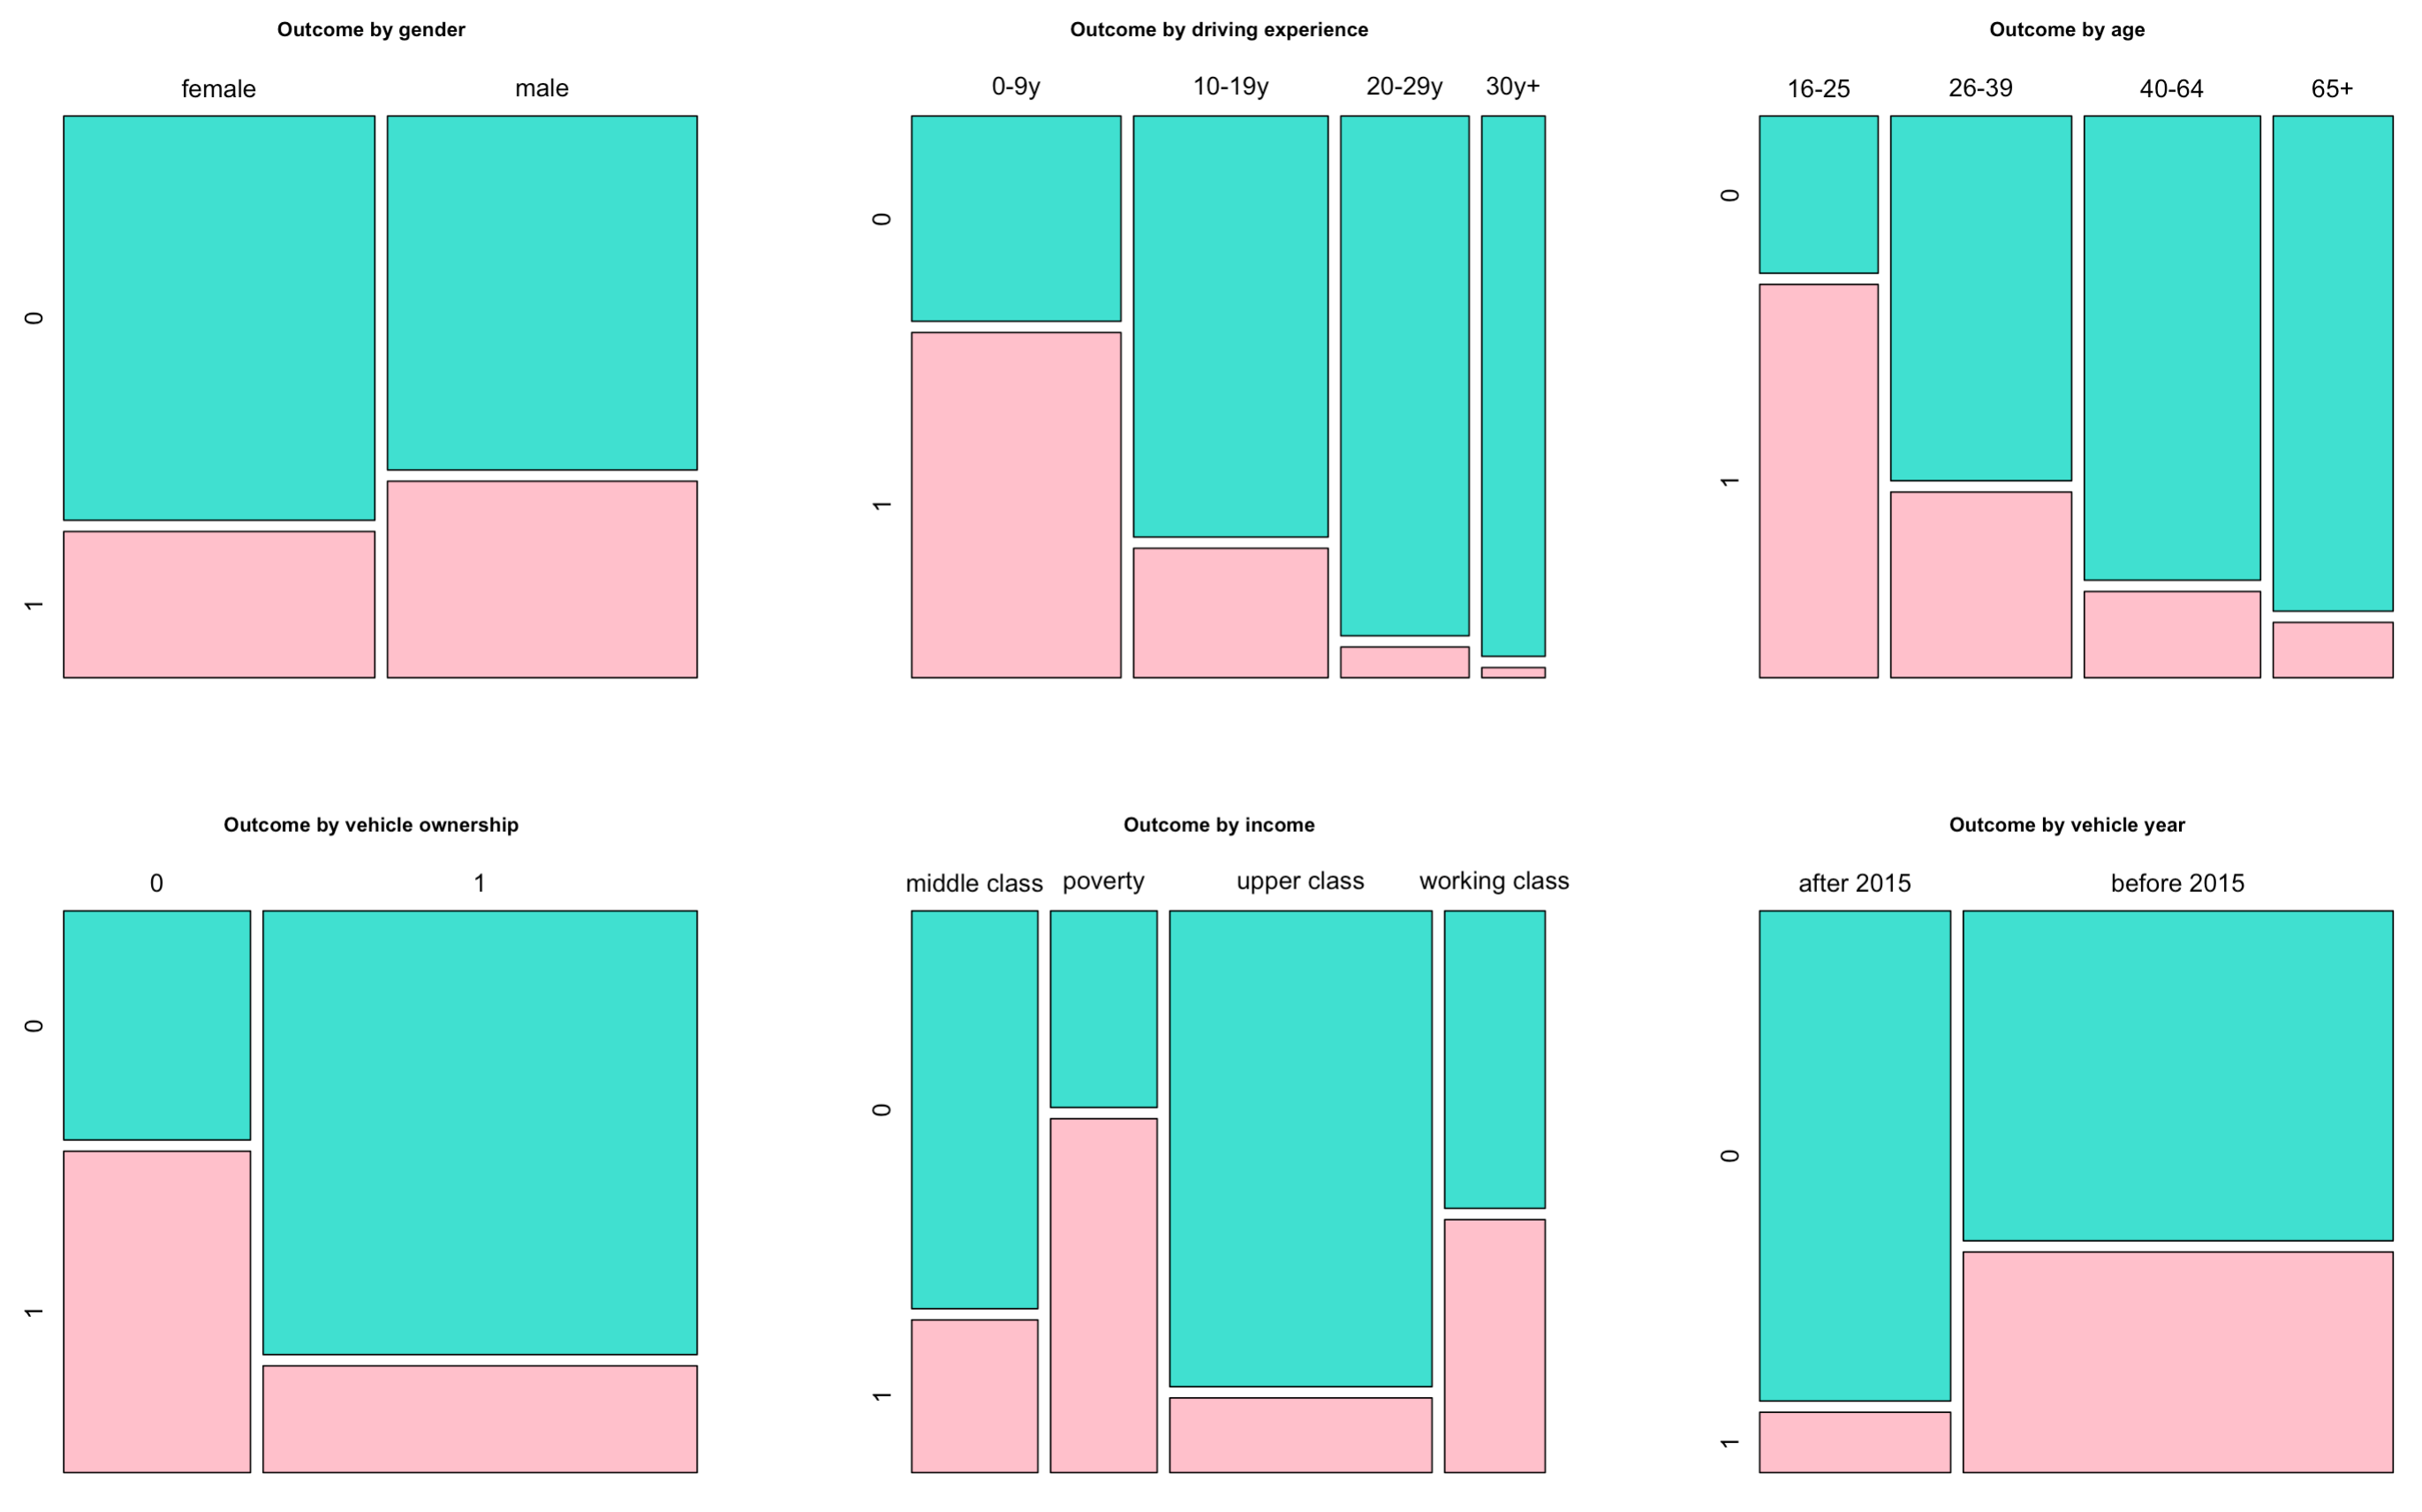 Outcome by gender
female male
0
1
Outcome by driving experience
0-9y 10-19y 20-29y 30y+
0
1
Outcome by age
16-25 26-39 40-64 65+
0
1
Outcome by vehicle ownership
0 1
0
1
Outcome by income
middle class poverty upper class working class
0
1
Outcome by vehicle year
after 2015 before 2015
0
1